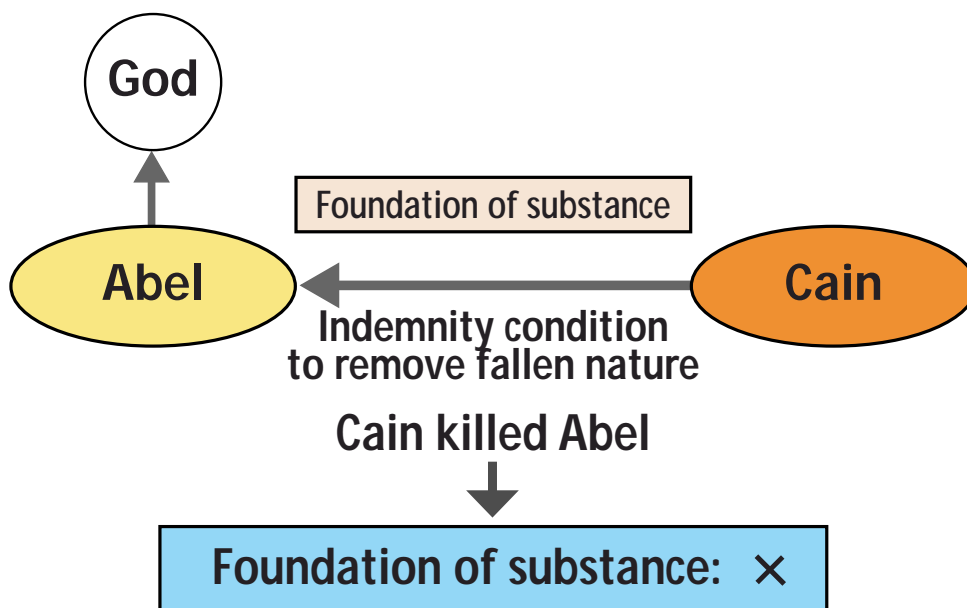 God
Foundation of substance
Abel
Cain
Indemnity condition
to remove fallen nature
Cain killed Abel
Foundation of substance: ×